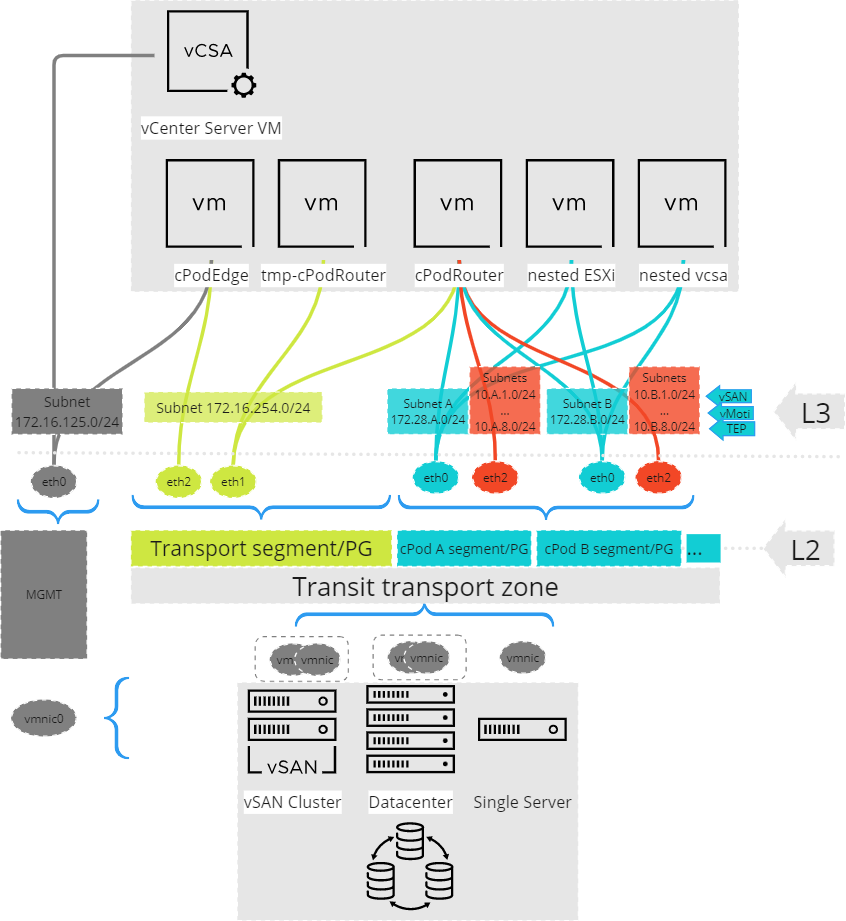 vCSA
vCenter Server VM
vm
vm
vm
vm
vm
cPodEdge
tmp-cPodRouter
cPodRouter
nested ESXi
nested vcsa
Subnet
172.16.125.0/24
Subnet 172.16.254.0/24
Subnet A
172.28.A.0/24
Subnets
10.A.1.0/24
...
10.A.8.0/24
Subnet B
172.28.B.0/24
Subnets
10.B.1.0/24
...
10.B.8.0/24
vSAN
vMoti
TEP
L3
eth0
eth2
eth1
eth0
eth2
eth0
eth2
MGMT
Transport segment/PG
cPod A segment/PG
cPod B segment/PG
...
L2
Transit transport zone
vm
vmnic
vmnic
vmnic
vmnic0
vSAN
vSAN Cluster
Datacenter
Single Server